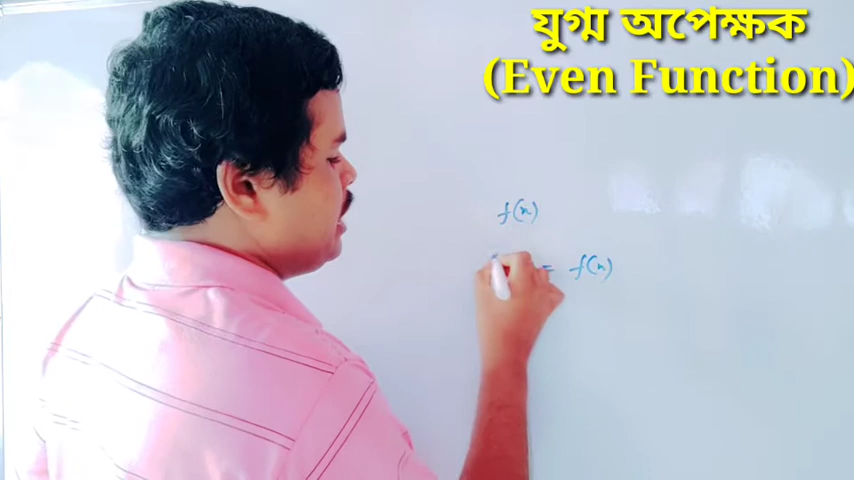 যুগ্ম অপেক্ষক
(Even Function)
f(x)
= f(x)